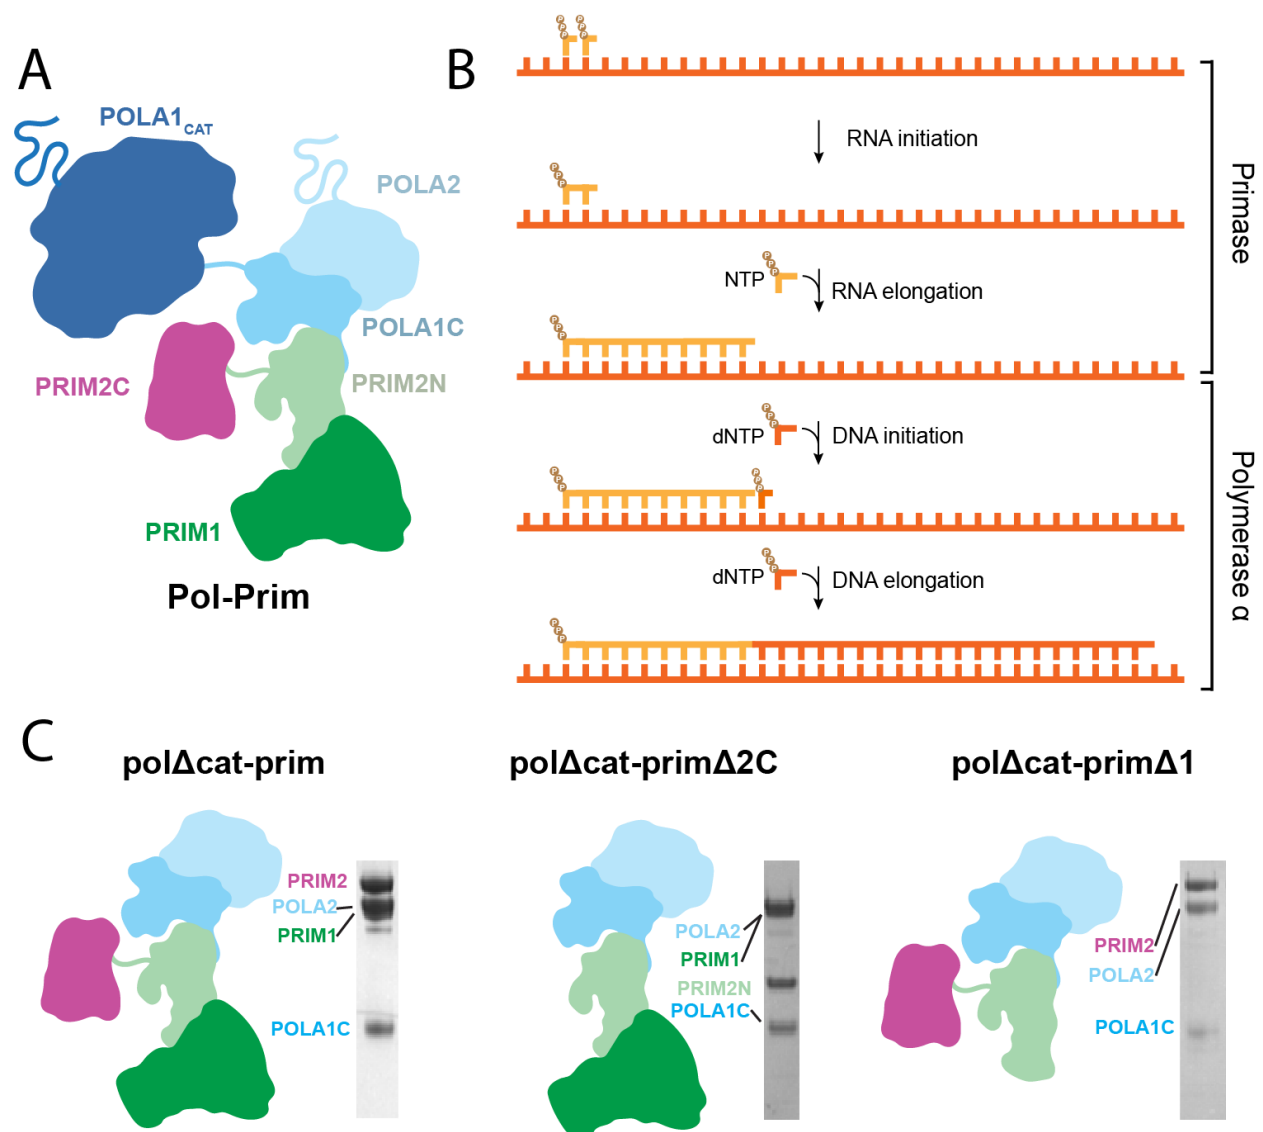 A
POLA1CAT
POLA2
POLA1C
PRIM2C
PRIM2N
PRIM1
Pol-Prim
B
P P P P P P
RNA initiation
P P P
NTP
P P P
RNA elongation
P P P
Primase
dNTP
P P P
DNA initiation
P P P
P P P
dNTP
P P P
DNA elongation
P P P
Polymerase α
C
polΔcat-prim
PRIM2
POLA2
PRIM1
POLA1C
polΔcat-primΔ2C
POLA2
PRIM1
PRIM2N
POLA1C
polΔcat-primΔ1
PRIM2
POLA2
POLA1C